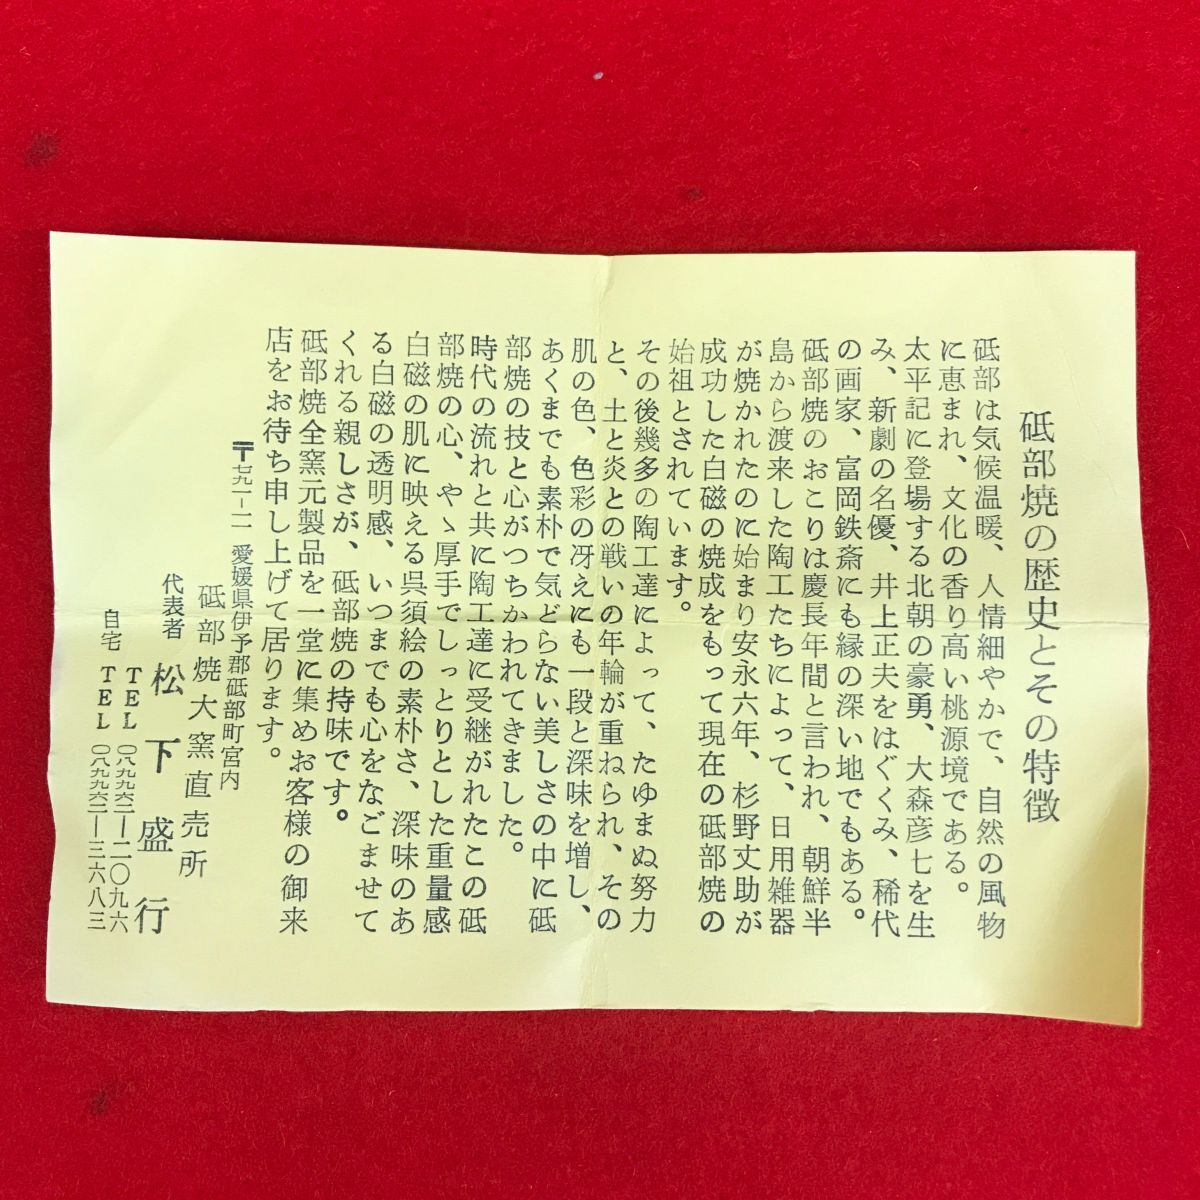 砥部焼の歴史とその特徴
砥部は気候温暖、人情細やかで、自然の風物
に恵まれ、文化の香り高い桃源境である。
太平記に登場する北朝の豪勇、大森彦七を生
み、新劇の名優、井上正夫をはぐくみ、稀代
の画家、富岡鉄斎にも縁の深い地でもある。
砥部焼のおこりは慶長年間と言われ、朝鮮半
島から渡来した陶工たちによって、日用雑器
が焼かれたのに始まり安永六年、杉野丈助が
成功した白磁の焼成をもって現在の砥部焼の
始祖とされています。
その後幾多の陶工達によって、たゆまぬ努力
と、土と炎との戦いの年輪が重ねられ、その
肌の色、色彩の冴えにも一段と深味を増し、
あくまでも素朴で気どらない美しさの中に砥
部焼の技と心がつちかわれてきました。
時代の流れと共に陶工達に受継がれたこの砥
部焼の心、やゝ厚手でしっとりとした重量感
白磁の肌に映える呉須絵の素朴さ、深味のあ
る白磁の透明感、いつまでも心をなごませて
くれる親しさが、砥部焼の持味です。
砥部焼全窯元製品を一堂に集めお客様の御来
店をお待ち申し上げて居ります。
〒七九一-二一 愛媛県伊予郡砥部町宮内
砥部焼大窯直売所
代表者 松下盛行
TEL 〇八九九六二―二〇九六
自宅 TEL 〇八九九六二―三六八三